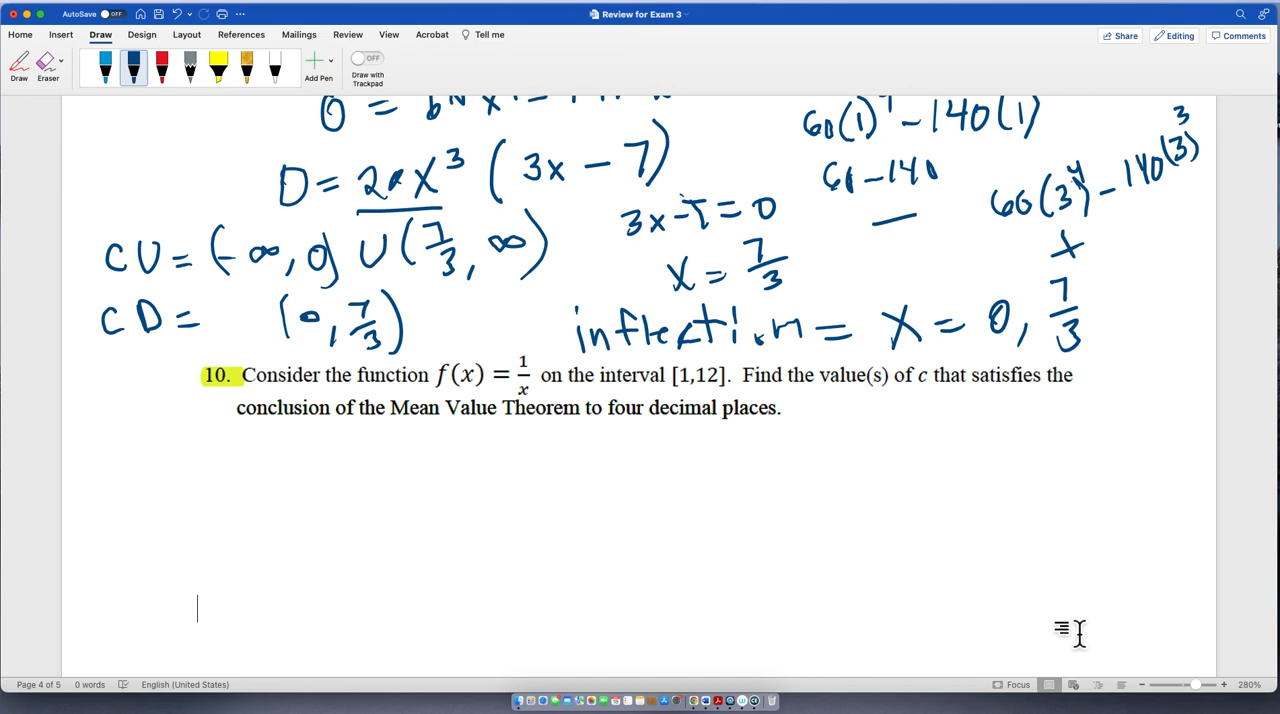 AutoSave OFF Review for Exam 3
Home Insert Draw Design Layout References Mailings Review View Acrobat Tell me Share Editing Comments
Draw Eraser Add Pen Draw with Trackpad OFF
60(1)⁴ - 140(1)
0 = 20x³ (3x - 7)
60 - 140
60(3⁴) - 140(3)³
3x - 7 = 0
—
+
CU = (-∞, 0) ∪ (7/3, ∞)
x = 7/3
CD = (0, 7/3)
inflection = x = 0, 7/3
10. Consider the function f(x) = 1/x on the interval [1,12]. Find the value(s) of c that satisfies the
conclusion of the Mean Value Theorem to four decimal places.
Page 4 of 5 0 words English (United States) Focus 280%